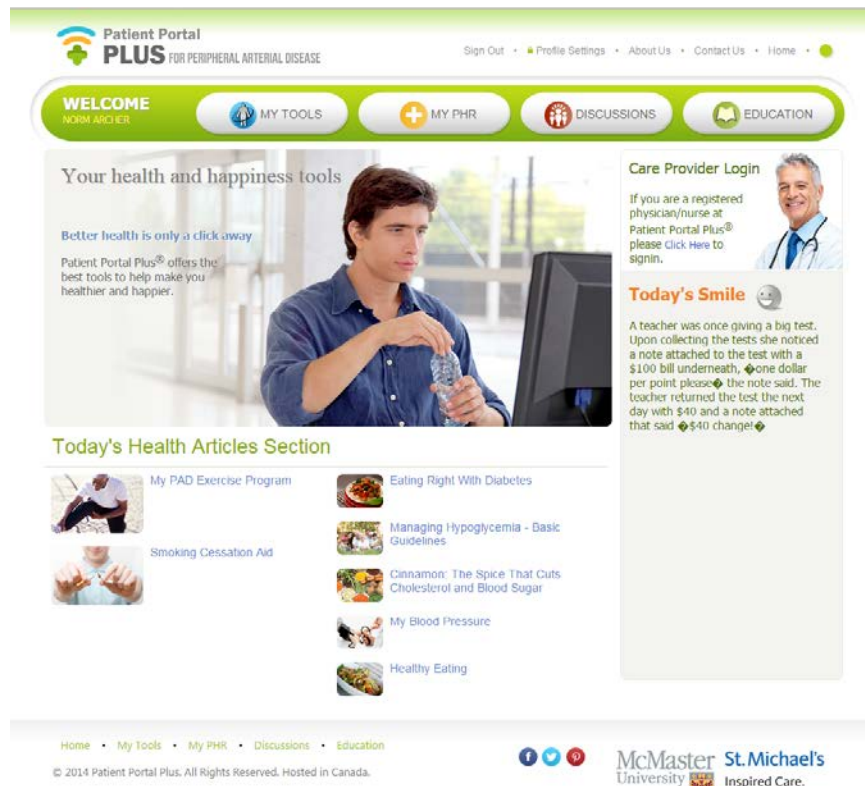 Patient Portal
PLUS FOR PERIPHERAL ARTERIAL DISEASE
Sign Out • Profile Settings • About Us • Contact Us • Home •
WELCOME
NORM ARCHER
MY TOOLS
MY PHR
DISCUSSIONS
EDUCATION
Your health and happiness tools
Better health is only a click away
Patient Portal Plus® offers the
best tools to help make you
healthier and happier.
Care Provider Login
If you are a registered
physician/nurse at
Patient Portal Plus®
please Click Here to
signin.
Today's Smile
A teacher was once giving a big test.
Upon collecting the tests she noticed
a note attached to the test with a
$100 bill underneath, �one dollar
per point please� the note said. The
teacher returned the test the next
day with $40 and a note attached
that said �$40 change!�
Today's Health Articles Section
My PAD Exercise Program
Smoking Cessation Aid
Eating Right With Diabetes
Managing Hypoglycemia - Basic
Guidelines
Cinnamon: The Spice That Cuts
Cholesterol and Blood Sugar
My Blood Pressure
Healthy Eating
Home • My Tools • My PHR • Discussions • Education
© 2014 Patient Portal Plus. All Rights Reserved. Hosted in Canada.
McMaster
University
St. Michael's
Inspired Care.